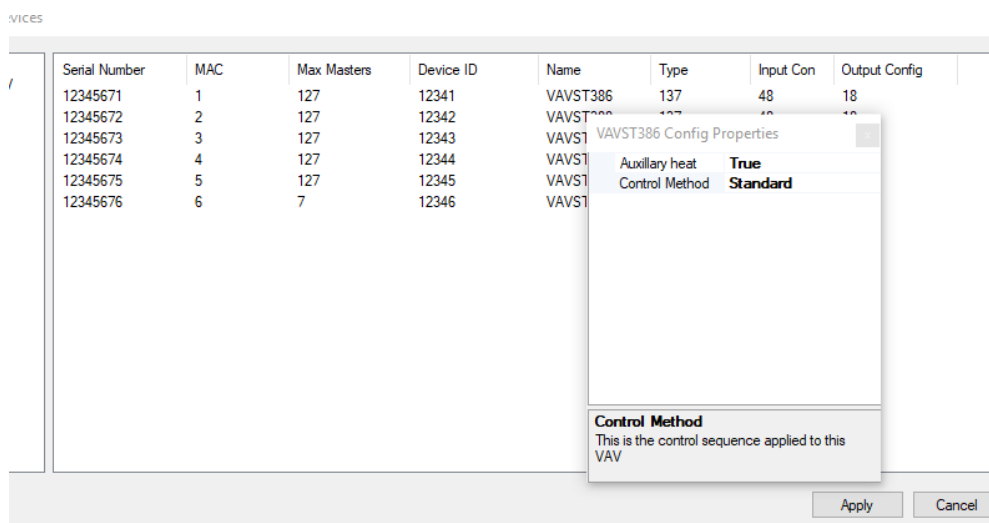 Serial Number MAC Max Masters Device ID Name Type Input Con Output Config
12345671 1 127 12341 VAVST386 137 48 18
12345672 2 127 12342
12345673 3 127 12343 VAVST
12345674 4 127 12344 VAVST
12345675 5 127 12345 VAVST
12345676 6 7 12346 VAVST
VAVST386 Config Properties
Auxillary heat True
Control Method Standard
Control Method
This is the control sequence applied to this
VAV
Apply Cancel